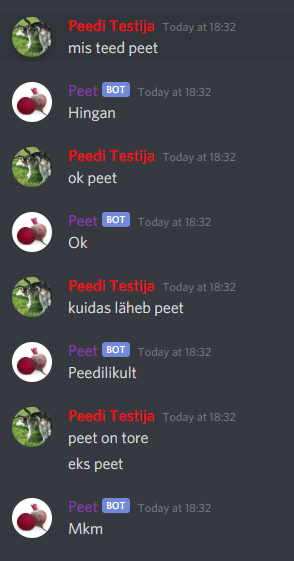 Peedi Testija Today at 18:32
mis teed peet
Peet BOT Today at 18:32
Hingan
Peedi Testija Today at 18:32
ok peet
Peet BOT Today at 18:32
Ok
Peedi Testija Today at 18:32
kuidas läheb peet
Peet BOT Today at 18:32
Peedilikult
Peedi Testija Today at 18:32
peet on tore
eks peet
Peet BOT Today at 18:32
Mkm